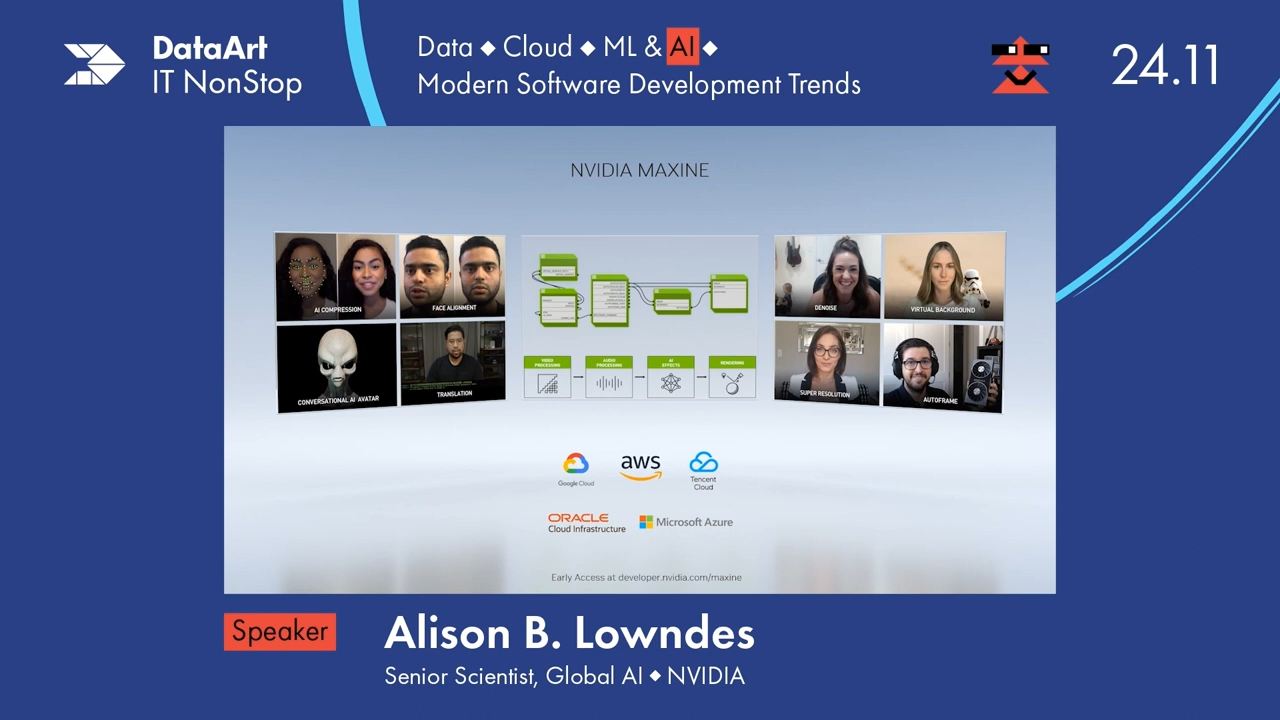 DataArt
IT NonStop
Data ◆ Cloud ◆ ML & AI ◆
Modern Software Development Trends
24.11
NVIDIA MAXINE
AI COMPRESSION
FACE ALIGNMENT
CONVERSATIONAL AI AVATAR
TRANSLATION
VIDEO PROCESSING
AUDIO PROCESSING
AI EFFECTS
RENDERING
DENOISE
VIRTUAL BACKGROUND
SUPER RESOLUTION
AUTOFRAME
Google Cloud
aws
Tencent
Cloud
ORACLE
Cloud Infrastructure
Microsoft Azure
Early Access at developer.nvidia.com/maxine
Speaker
Alison B. Lowndes
Senior Scientist, Global AI ◆ NVIDIA